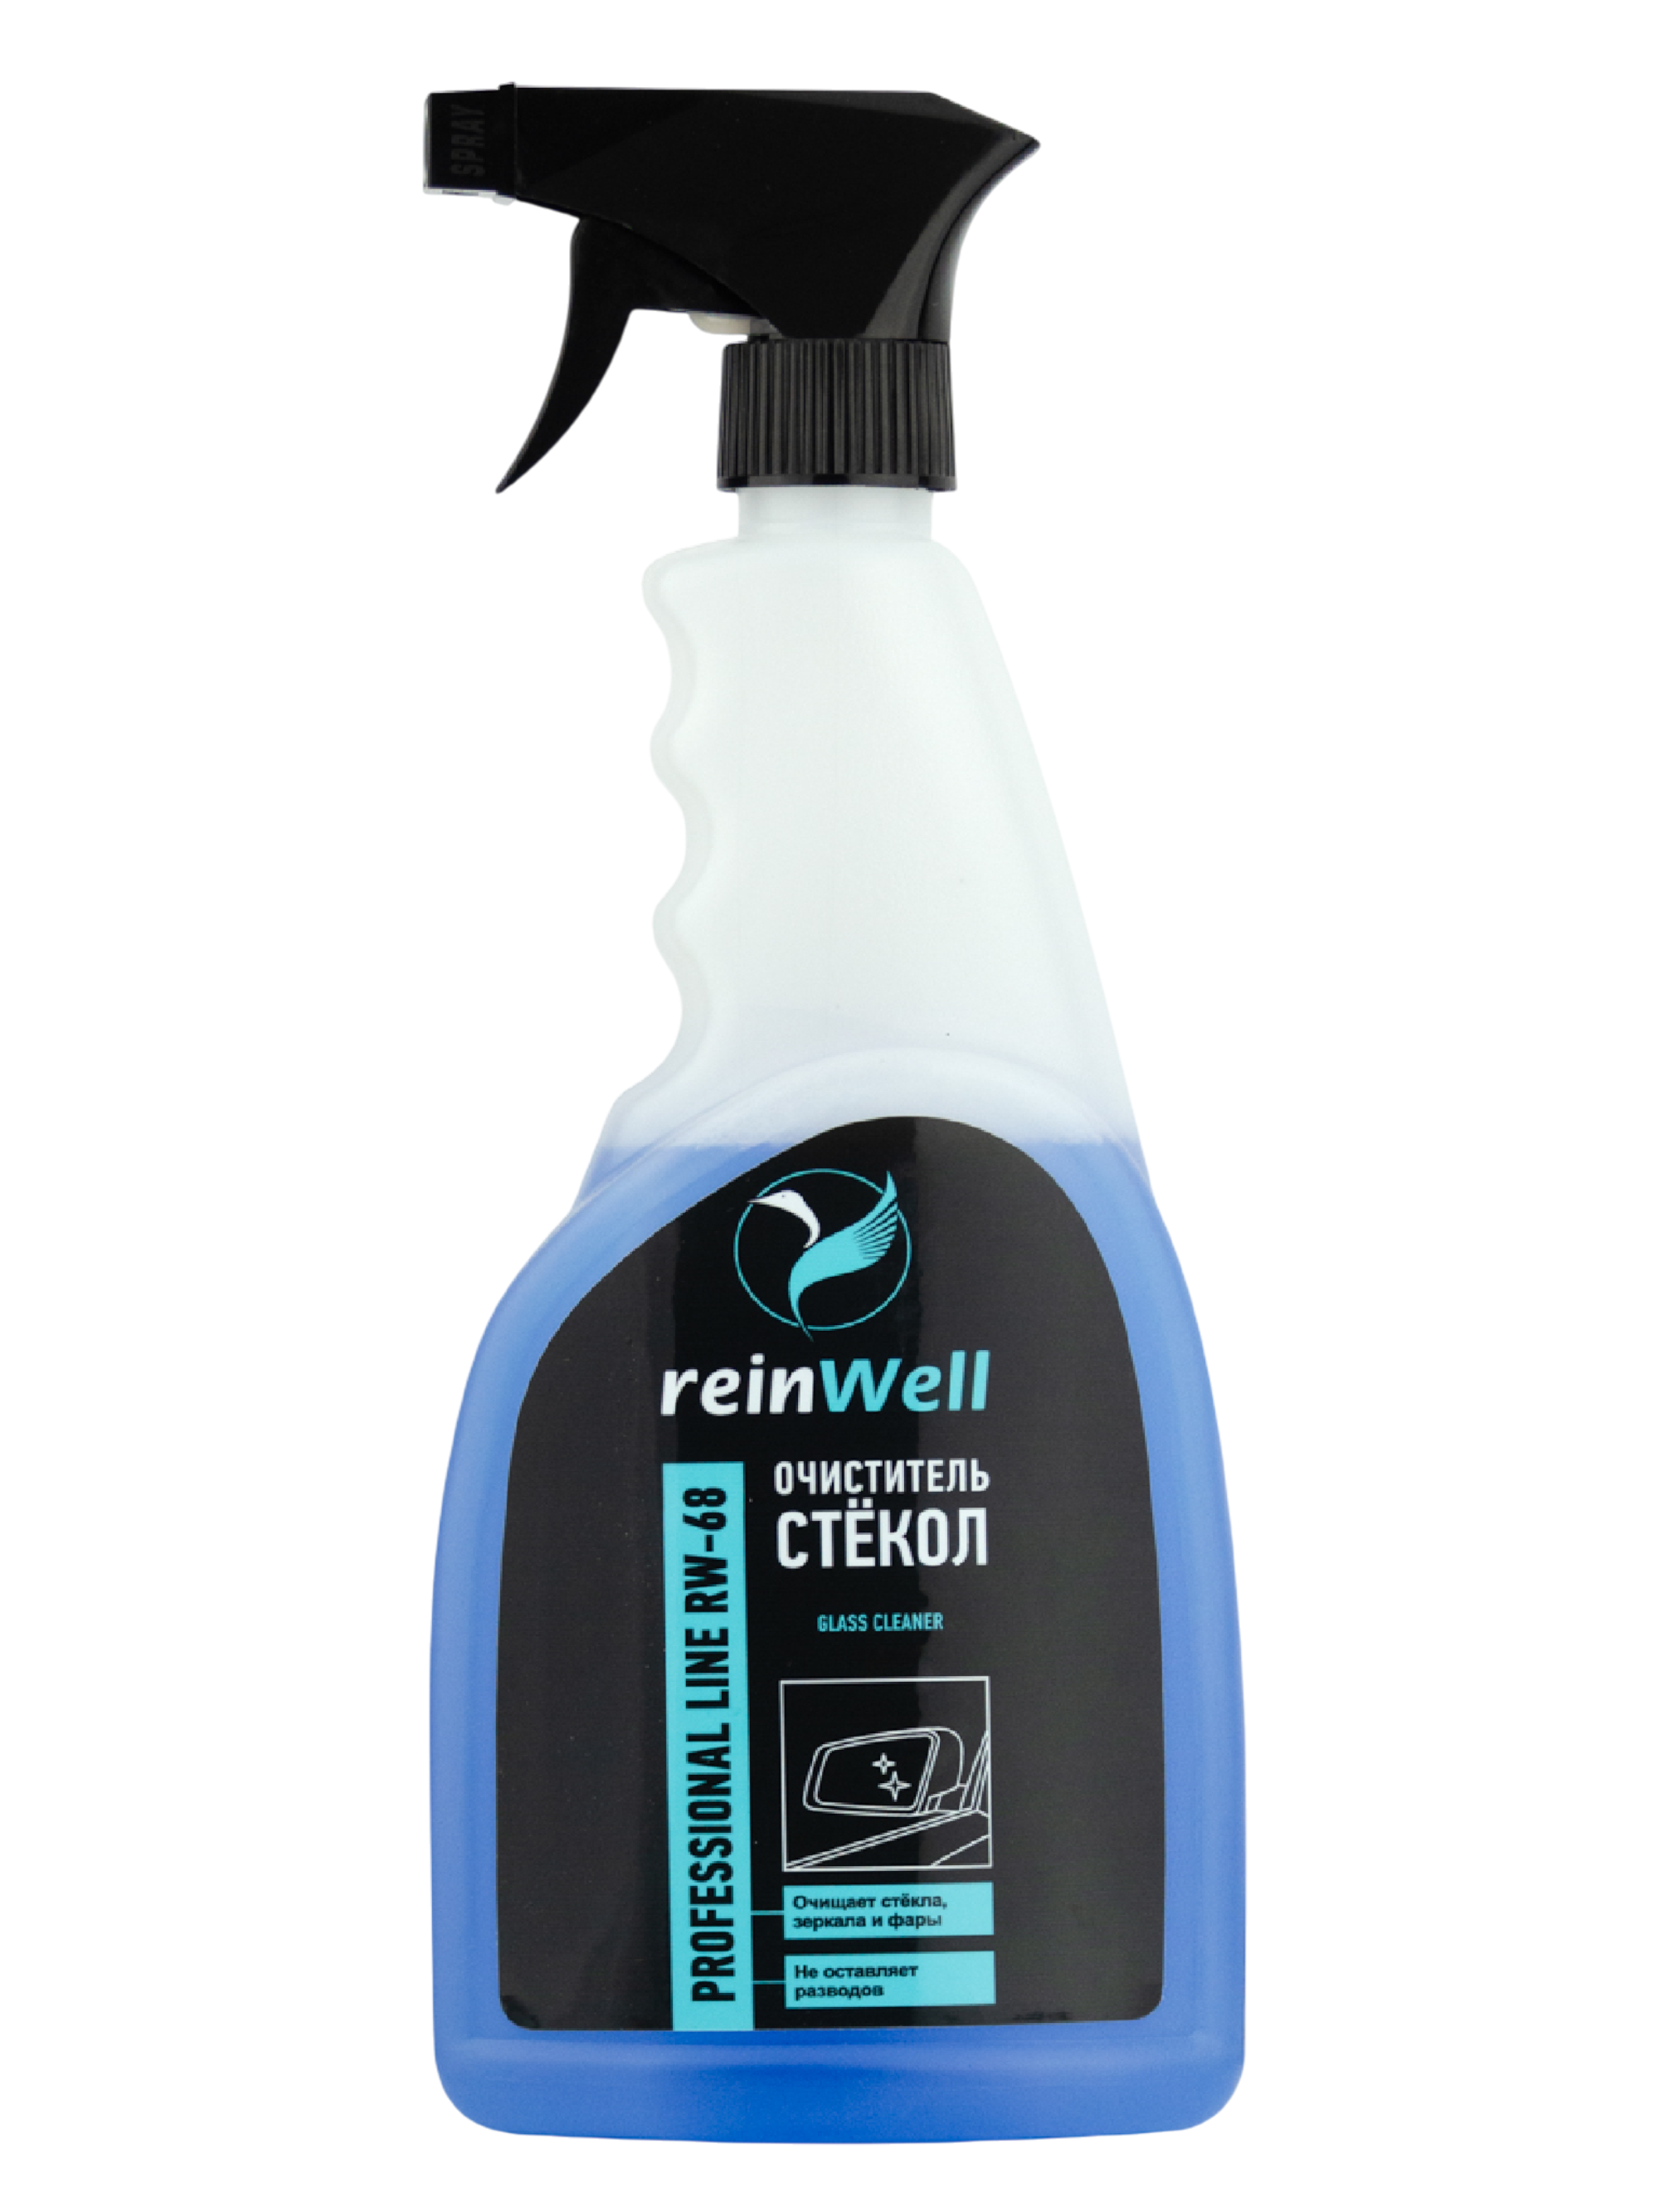 SPRAY
reinWell
PROFESSIONAL LINE RW-68
ОЧИСТИТЕЛЬ
СТЁКОЛ
GLASS CLEANER
Очищает стёкла,
зеркала и фары
Не оставляет
разводов